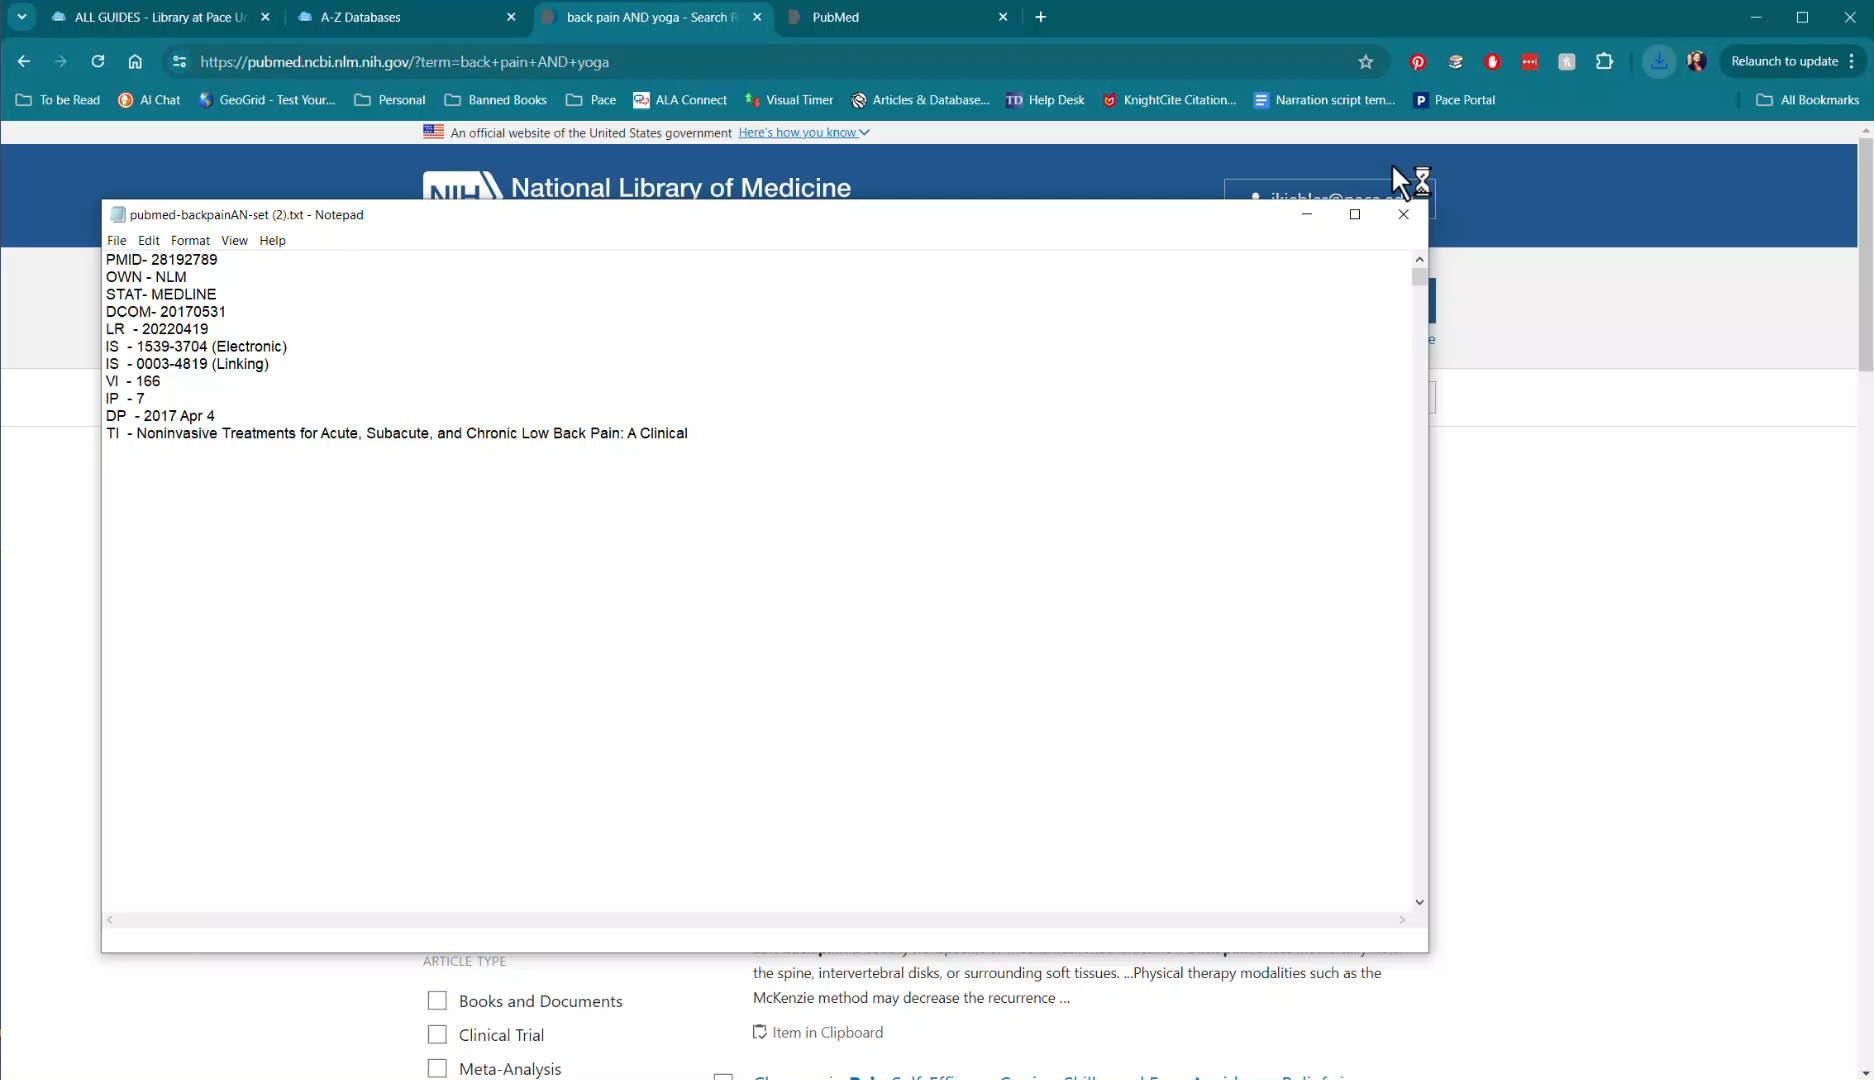 ALL GUIDES - Library at Pace Un
A-Z Databases
back pain AND yoga - Search R
PubMed
https://pubmed.ncbi.nlm.nih.gov/?term=back+pain+AND+yoga
Relaunch to update
To be Read
AI Chat
GeoGrid - Test Your...
Personal
Banned Books
Pace
ALA Connect
Visual Timer
Articles & Database...
TD Help Desk
KnightCite Citation...
Narration script tem...
P Pace Portal
All Bookmarks
An official website of the United States government Here's how you know
NIH National Library of Medicine
pubmed-backpainAN-set (2).txt - Notepad
File Edit Format View Help
PMID- 28192789
OWN - NLM
STAT- MEDLINE
DCOM- 20170531
LR - 20220419
IS - 1539-3704 (Electronic)
IS - 0003-4819 (Linking)
VI - 166
IP - 7
DP - 2017 Apr 4
TI - Noninvasive Treatments for Acute, Subacute, and Chronic Low Back Pain: A Clinical
ARTICLE TYPE
Books and Documents
Clinical Trial
Meta-Analysis
the spine, intervertebral disks, or surrounding soft tissues. ...Physical therapy modalities such as the
McKenzie method may decrease the recurrence ...
Item in Clipboard